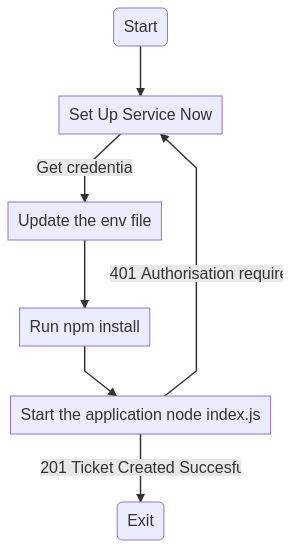 Start
Set Up Service Now
Get credentia
Update the env file
401 Authorisation require
Run npm install
Start the application node index.js
201 Ticket Created Succesfu
Exit